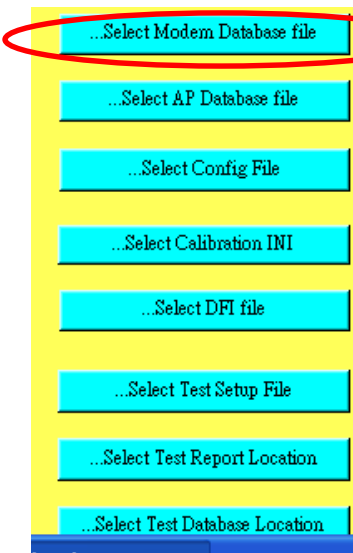 ...Select Modem Database file
...Select AP Database file
...Select Config File
...Select Calibration INI
...Select DFI file
...Select Test Setup File
...Select Test Report Location
...Select Test Database Location